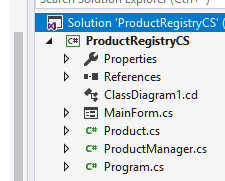 Search Solution Explorer (Ctrl+;)
Solution 'ProductRegistryCS' (
ProductRegistryCS
Properties
References
ClassDiagram1.cd
MainForm.cs
Product.cs
ProductManager.cs
Program.cs